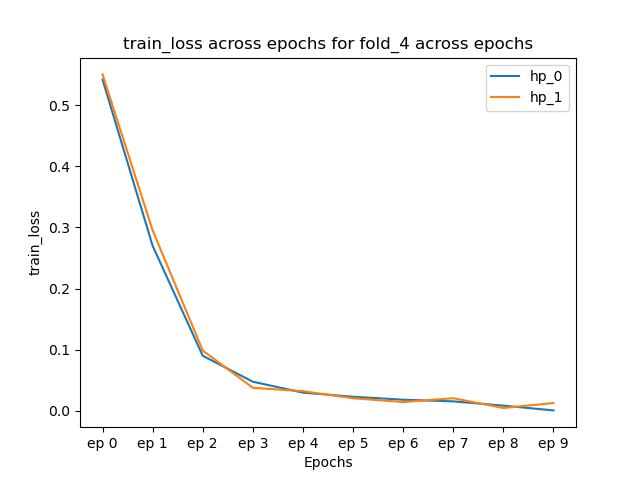 train_loss across epochs for fold_4 across epochs
hp_0
hp_1
train_loss
0.5
0.4
0.3
0.2
0.1
0.0
ep 0 ep 1 ep 2 ep 3 ep 4 ep 5 ep 6 ep 7 ep 8 ep 9
Epochs